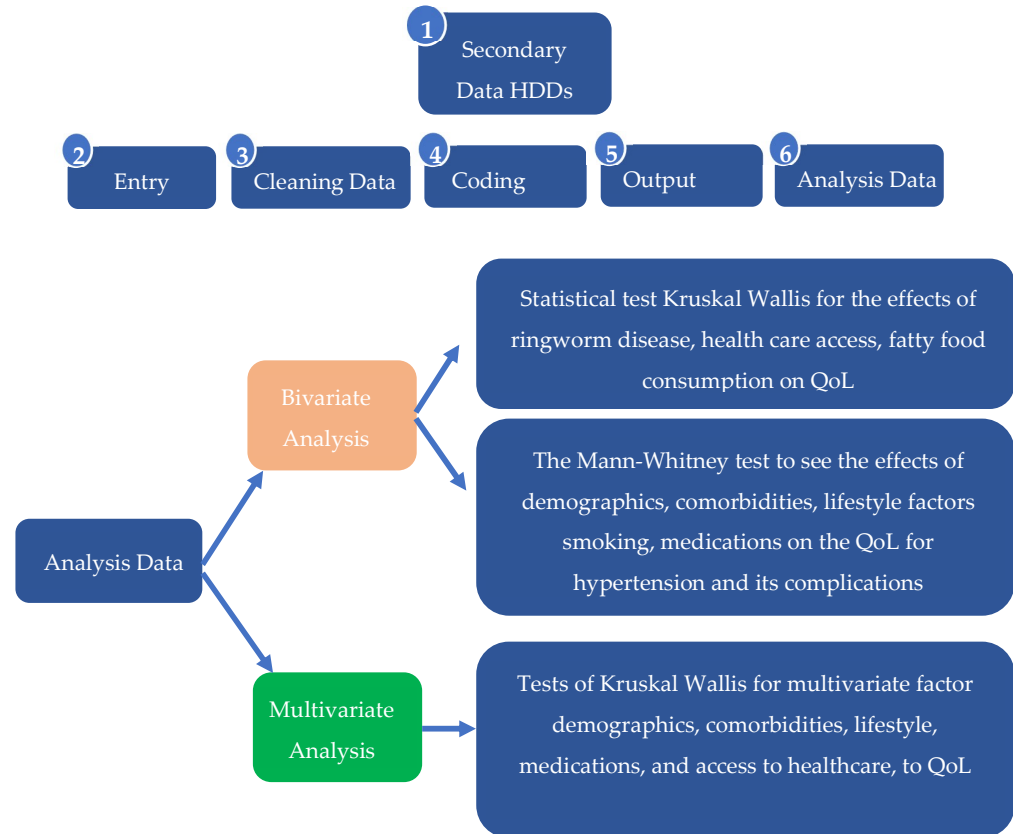 1
Secondary
Data HDDs
2
Entry
3
Cleaning Data
4
Coding
5
Output
6
Analysis Data
Statistical test Kruskal Wallis for the effects of
ringworm disease, health care access, fatty food
consumption on QoL
Bivariate
Analysis
The Mann-Whitney test to see the effects of
demographics, comorbidities, lifestyle factors
smoking, medications on the QoL for
hypertension and its complications
Analysis Data
Multivariate
Analysis
Tests of Kruskal Wallis for multivariate factor
demographics, comorbidities, lifestyle,
medications, and access to healthcare, to QoL